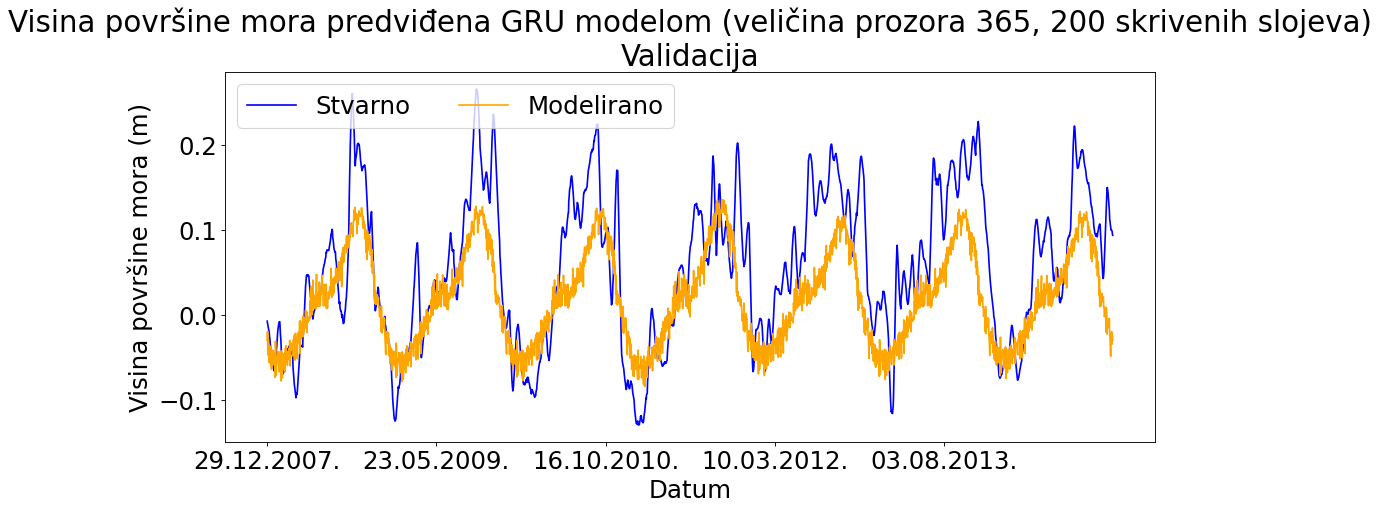 Visina površine mora predviđena GRU modelom (veličina prozora 365, 200 skrivenih slojeva)
Validacija
Stvarno
Modelirano
Visina površine mora (m)
0.2
0.1
0.0
−0.1
29.12.2007.
23.05.2009.
16.10.2010.
10.03.2012.
03.08.2013.
Datum